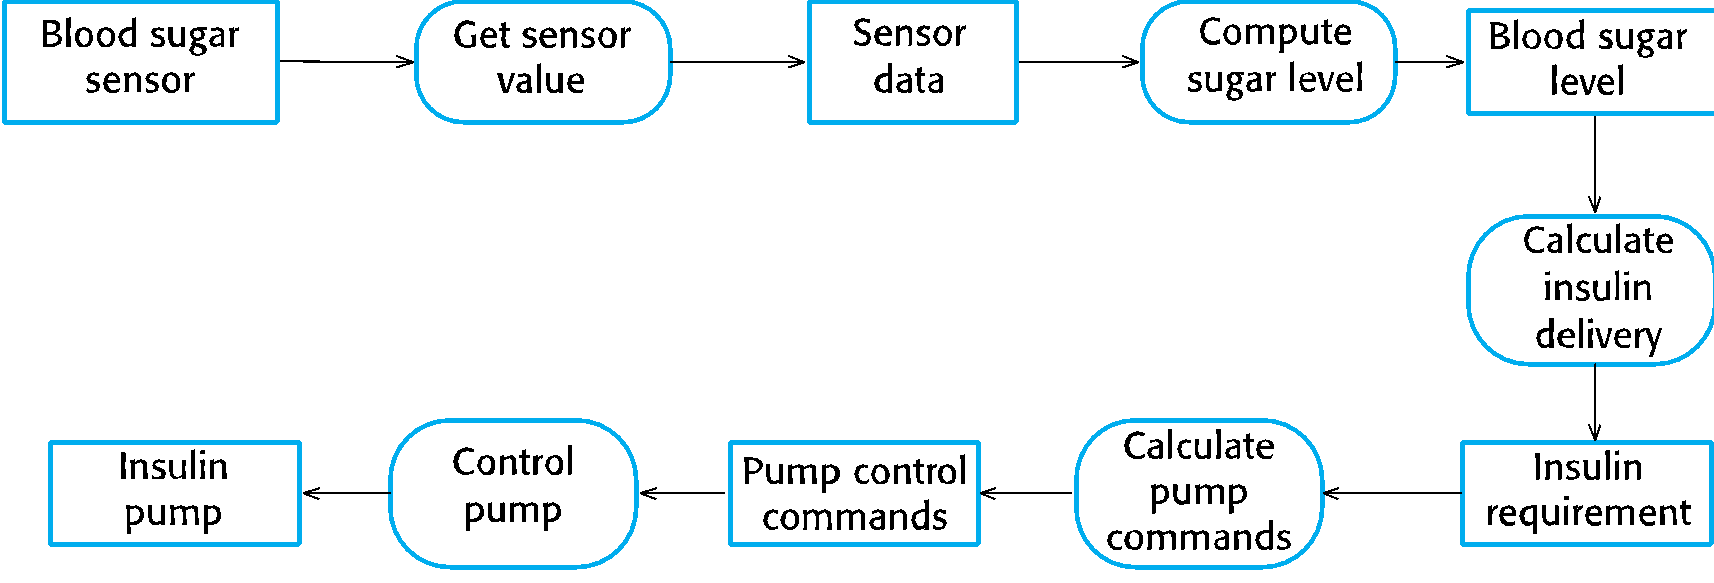 Blood sugar
sensor
Get sensor
value
Sensor
data
Compute
sugar level
Blood sugar
level
Calculate
insulin
delivery
Insulin
pump
Control
pump
Pump control
commands
Calculate
pump
commands
Insulin
requirement